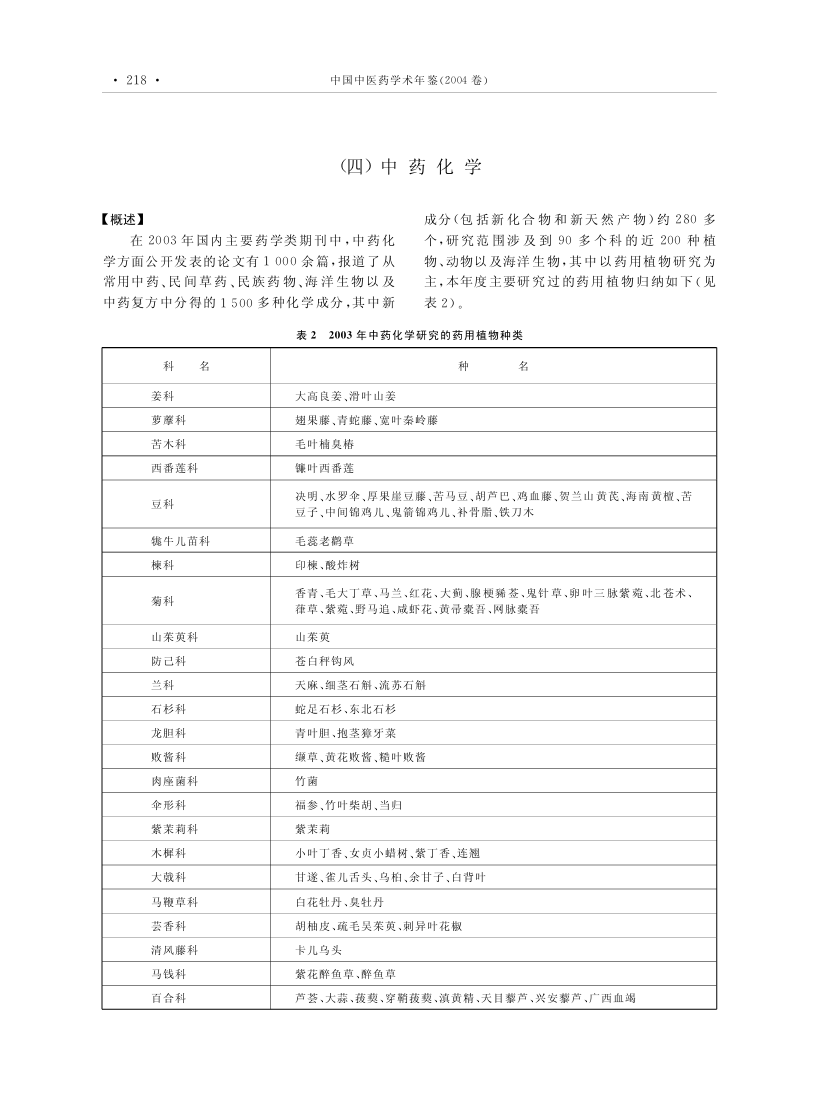 · 218 ·
中国中医药学术年鉴(2004 卷)
(四) 中 药 化 学
【概述】
在 2003 年国内主要药学类期刊中,中药化
学方面公开发表的论文有 1 000 余篇,报道了从
常用中药、民间草药、民族药物、海洋生物以及
中药复方中分得的 1 500 多种化学成分,其中新
成分(包括新化合物和新天然产物)约 280 多
个,研究范围涉及到 90 多个科的近 200 种植
物、动物以及海洋生物,其中以药用植物研究为
主,本年度主要研究过的药用植物归纳如下(见
表 2)。
表 2 2003 年中药化学研究的药用植物种类
科 名 种 名
姜科 大高良姜、滑叶山姜
萝藦科 翅果藤、青蛇藤、宽叶秦岭藤
苦木科 毛叶楠臭椿
西番莲科 镰叶西番莲
豆科 决明、水罗伞、厚果崖豆藤、苦马豆、胡芦巴、鸡血藤、贺兰山黄芪、海南黄檀、苦
豆子、中间锦鸡儿、鬼箭锦鸡儿、补骨脂、铁刀木
牻牛儿苗科 毛蕊老鹳草
楝科 印楝、酸炸树
菊科 香青、毛大丁草、马兰、红花、大蓟、腺梗豨莶、鬼针草、卵叶三脉紫菀、北苍术、
葎草、紫菀、野马追、咸虾花、黄帚橐吾、网脉橐吾
山茱萸科 山茱萸
防己科 苍白秤钩风
兰科 天麻、细茎石斛、流苏石斛
石杉科 蛇足石杉、东北石杉
龙胆科 青叶胆、抱茎獐牙菜
败酱科 缬草、黄花败酱、糙叶败酱
肉座菌科 竹菌
伞形科 福参、竹叶柴胡、当归
紫茉莉科 紫茉莉
木樨科 小叶丁香、女贞小蜡树、紫丁香、连翘
大戟科 甘遂、雀儿舌头、乌桕、余甘子、白背叶
马鞭草科 白花牡丹、臭牡丹
芸香科 胡柚皮、疏毛吴茱萸、刺异叶花椒
清风藤科 卡儿乌头
马钱科 紫花醉鱼草、醉鱼草
百合科 芦荟、大蒜、菝葜、穿鞘菝葜、滇黄精、天目藜芦、兴安藜芦、广西血竭